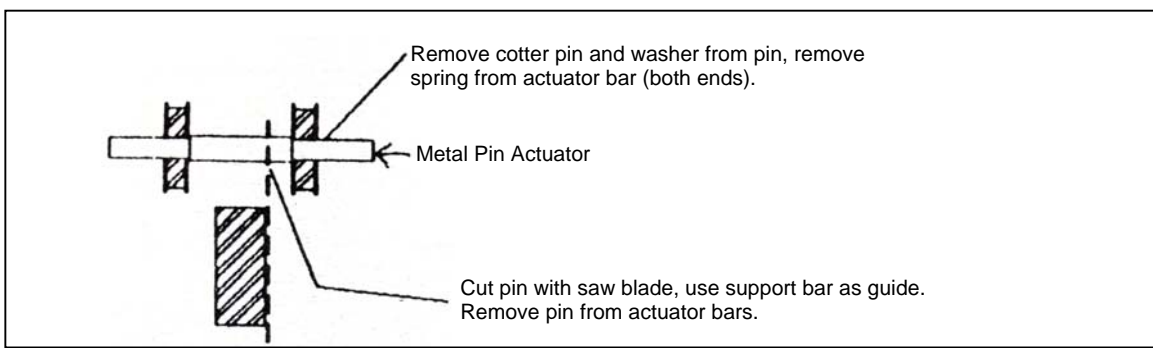 Remove cotter pin and washer from pin, remove
spring from actuator bar (both ends).
Metal Pin Actuator
Cut pin with saw blade, use support bar as guide.
Remove pin from actuator bars.